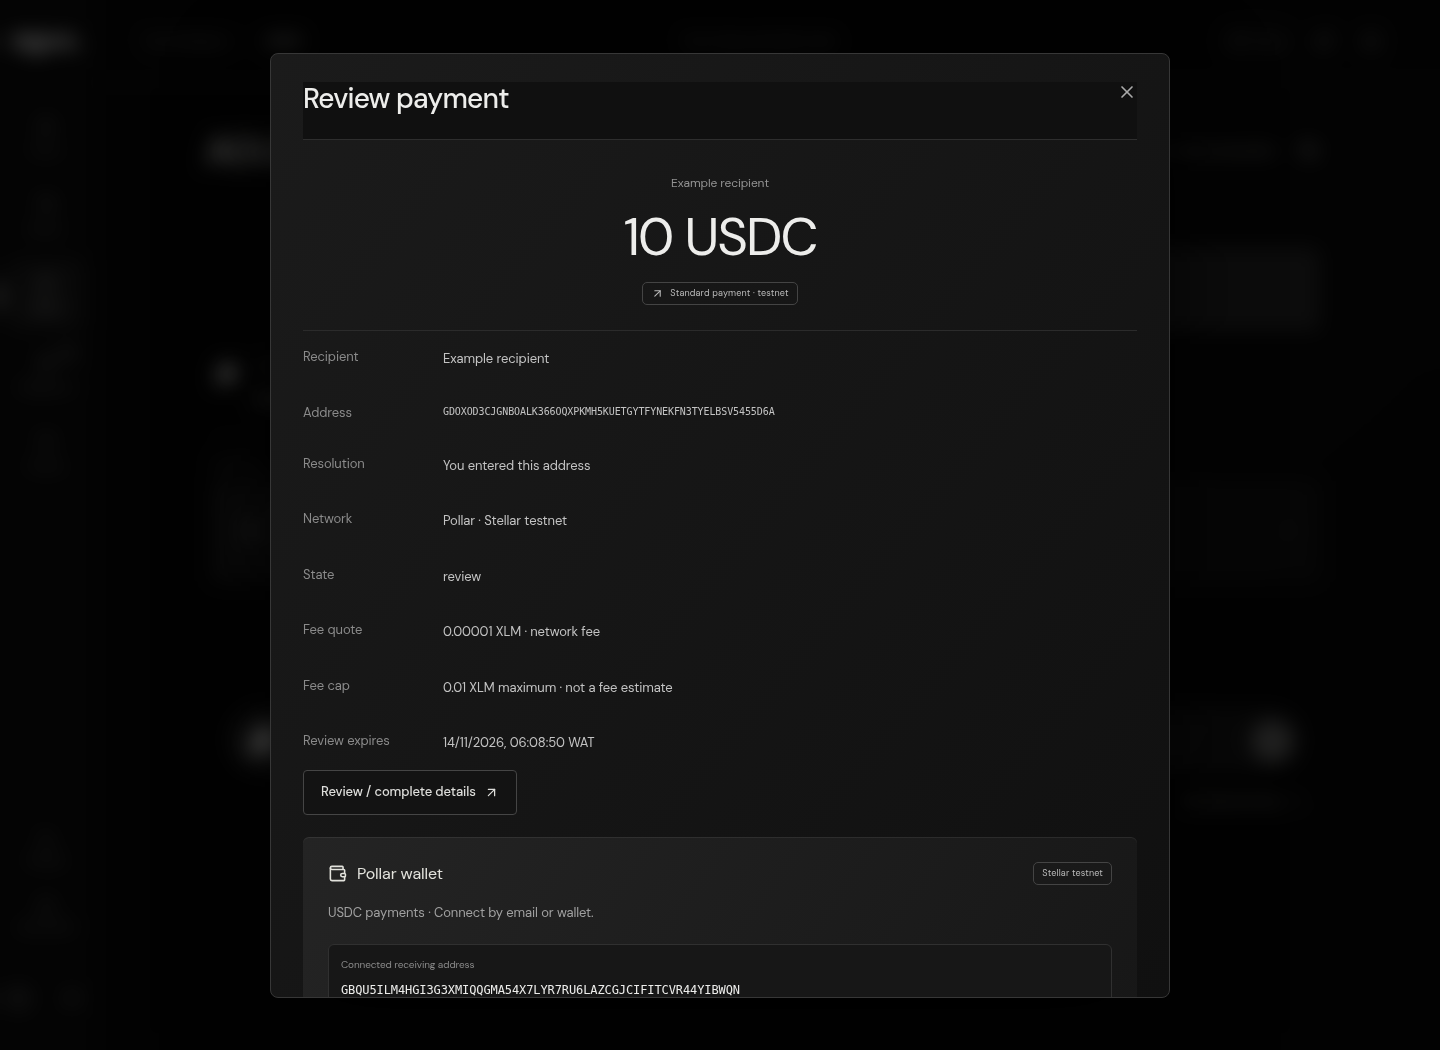 Review payment
Example recipient
10 USDC
Standard payment · testnet
Recipient Example recipient
Address GDOXOD3CJGNBOALK366OQXPKMH5KUETGYTFYNEKFN3TYELBSV5455D6A
Resolution You entered this address
Network Pollar · Stellar testnet
State review
Fee quote 0.00001 XLM · network fee
Fee cap 0.01 XLM maximum · not a fee estimate
Review expires 14/11/2026, 06:08:50 WAT
Review / complete details
Pollar wallet Stellar testnet
USDC payments · Connect by email or wallet.
Connected receiving address
GBQU5ILM4HGI3G3XMIQQGMA54X7LYR7RU6LAZCGJCIFITCVR44YIBWQN